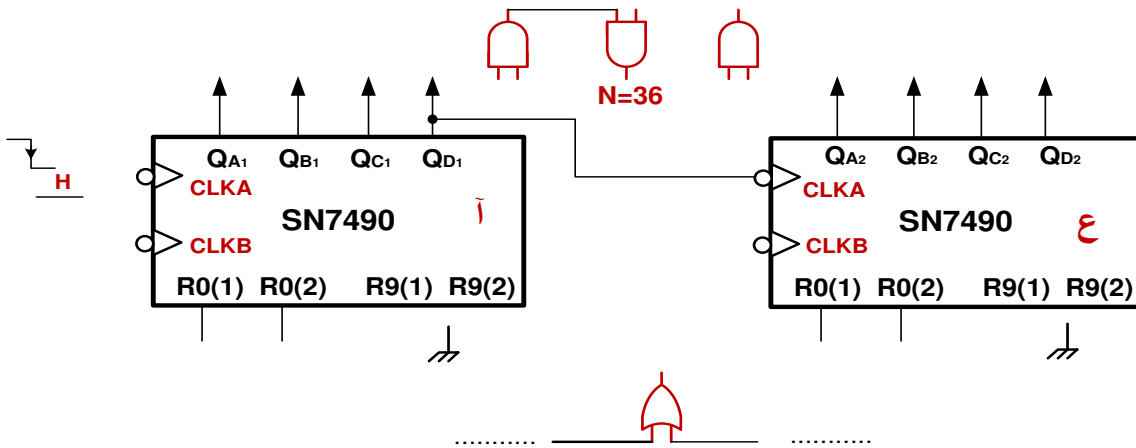 N=36
QA1 QB1 QC1 QD1
QA2 QB2 QC2 QD2
H
CLKA
CLKA
SN7490 آ
SN7490 ع
CLKB
CLKB
R0(1) R0(2) R9(1) R9(2)
R0(1) R0(2) R9(1) R9(2)
.......... ..........